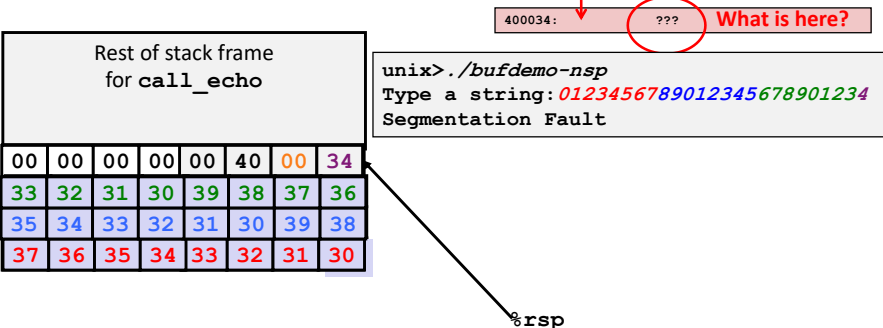 400034: ??? What is here?
Rest of stack frame
for call_echo
unix>./bufdemo-nsp
Type a string:0123456789012345678901234
Segmentation Fault
00 00 00 00 00 40 00 34
33 32 31 30 39 38 37 36
35 34 33 32 31 30 39 38
37 36 35 34 33 32 31 30
%rsp